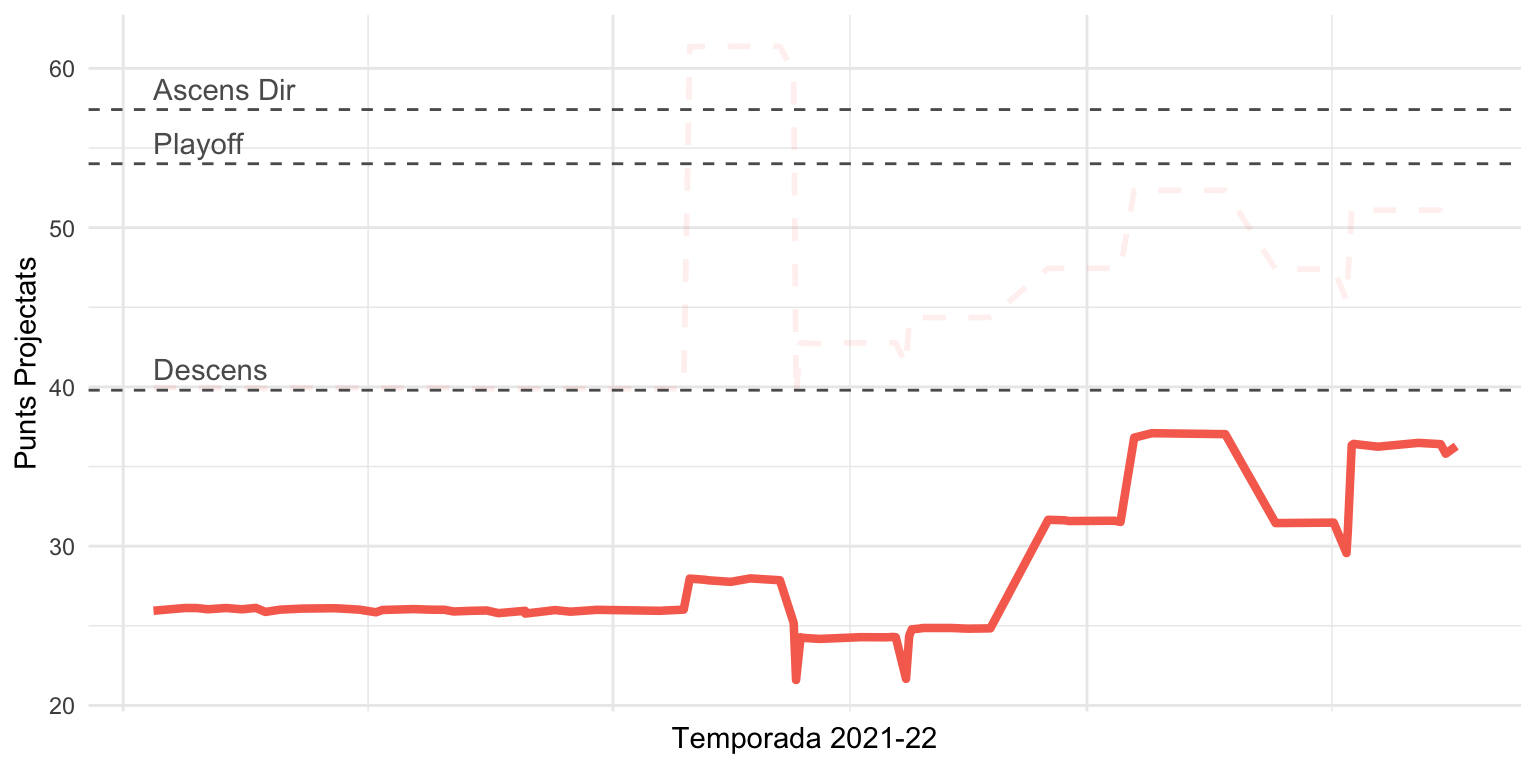 60
Ascens Dir
Playoff
50
Descens
40
30
20
Punts Projectats
Temporada 2021-22